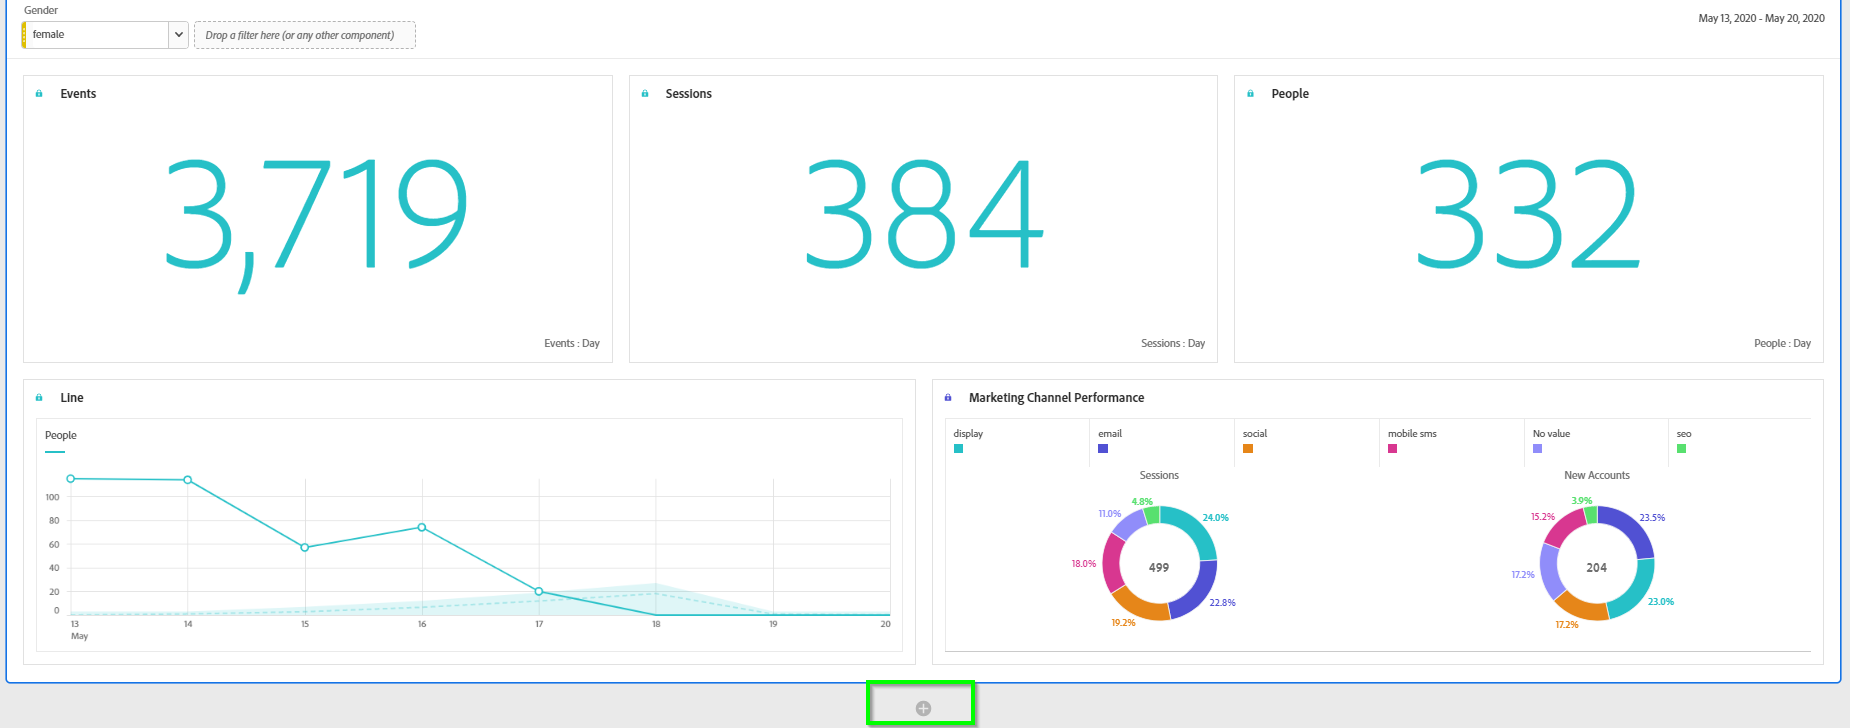 Gender
female
Drop a filter here (or any other component)
May 13, 2020 - May 20, 2020
Events
3,719
Events : Day
Sessions
384
Sessions : Day
People
332
People : Day
Line
People
100
80
60
40
20
0
13 14 15 16 17 18 19 20
May
Marketing Channel Performance
display email social mobile sms No value seo
Sessions
4.8%
24.0%
11.0%
18.0%
499
22.8%
19.2%
New Accounts
3.9%
23.5%
15.2%
17.2%
204
23.0%
17.2%